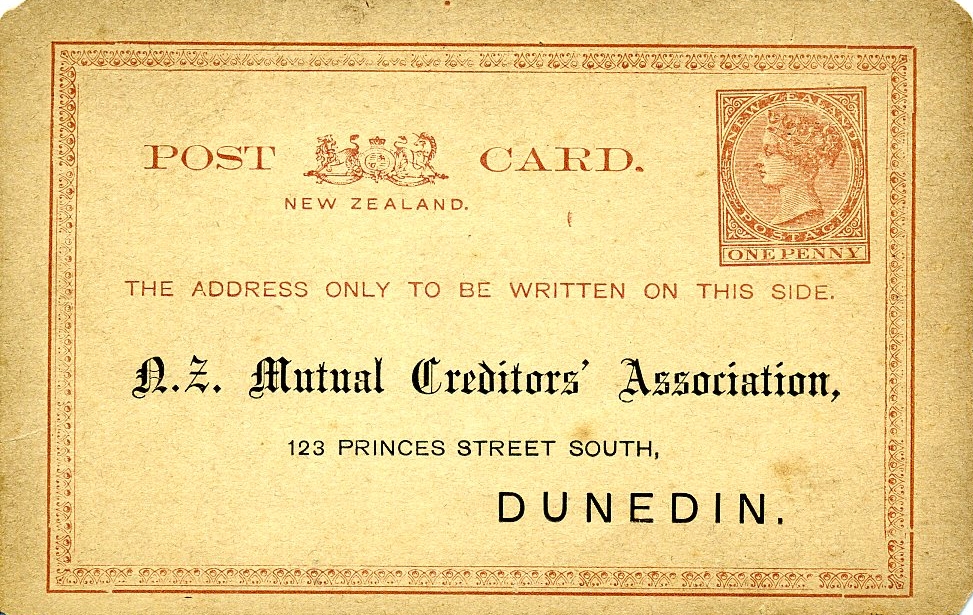 POST CARD.
NEW ZEALAND.
NEW ZEALAND
POSTAGE
ONE PENNY
THE ADDRESS ONLY TO BE WRITTEN ON THIS SIDE.
N.Z. Mutual Creditors' Association,
123 PRINCES STREET SOUTH,
DUNEDIN.